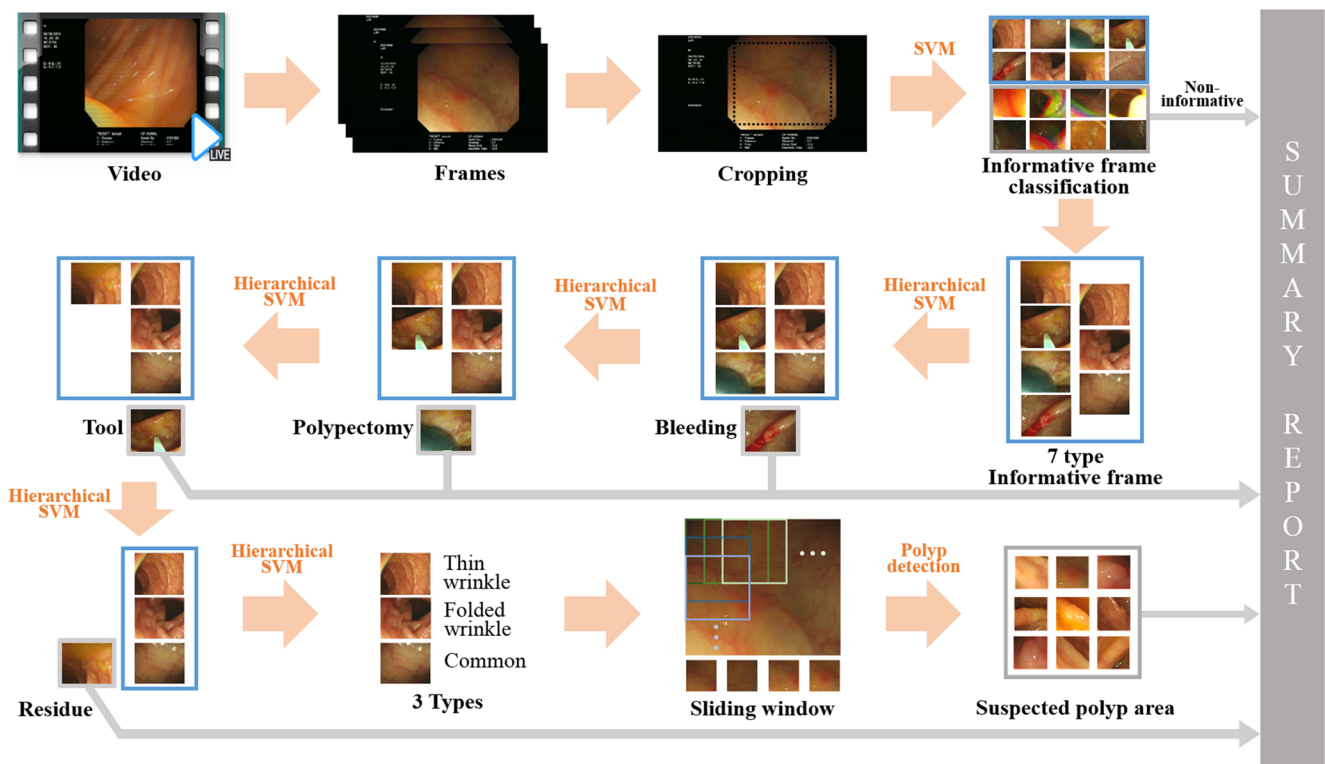 LIVE
Video
Frames
Cropping
SVM
Informative frame
classification
Non-
informative
Hierarchical
SVM
Tool
Hierarchical
SVM
Polypectomy
Hierarchical
SVM
Bleeding
7 type
Informative frame
Hierarchical
SVM
Residue
Hierarchical
SVM
Thin
wrinkle
Folded
wrinkle
Common
3 Types
Sliding window
Polyp
detection
Suspected polyp area
SUMMARY REPORT